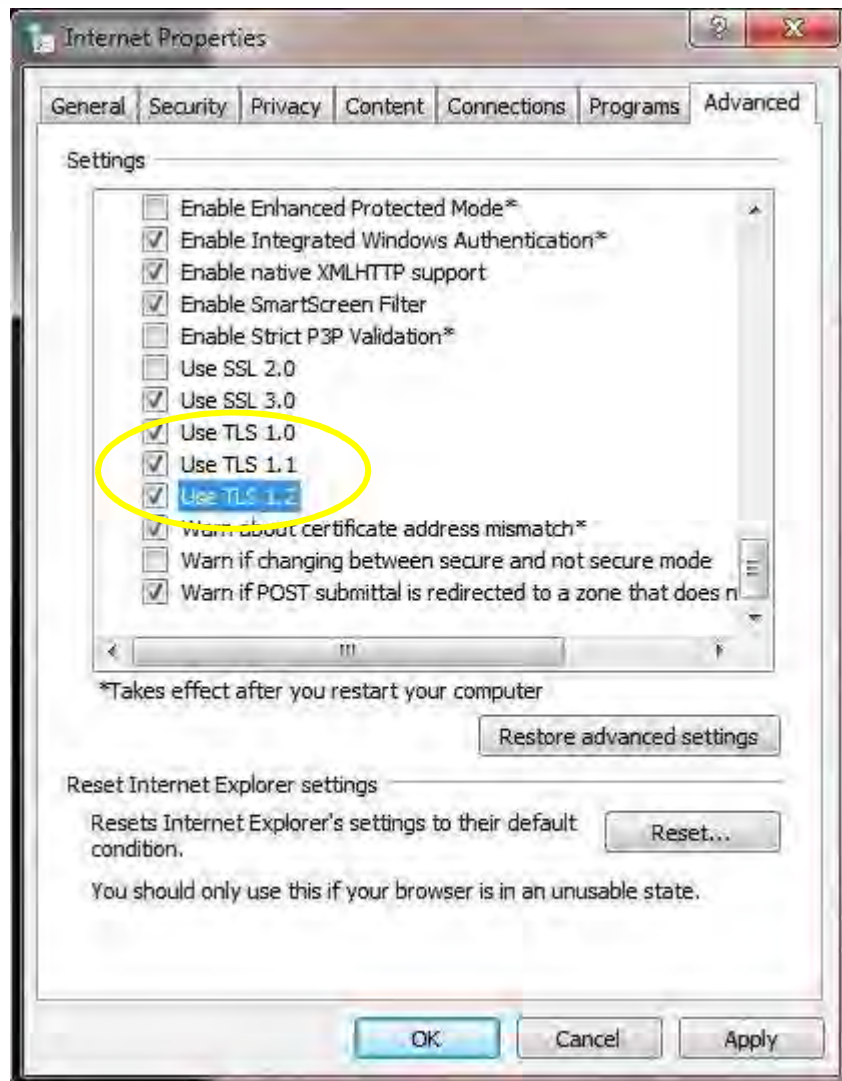 Internet Properties
General Security Privacy Content Connections Programs Advanced
Settings
Enable Enhanced Protected Mode*
Enable Integrated Windows Authentication*
Enable native XMLHTTP support
Enable SmartScreen Filter
Enable Strict P3P Validation*
Use SSL 2.0
Use SSL 3.0
Use TLS 1.0
Use TLS 1.1
Use TLS 1.2
Warn about certificate address mismatch*
Warn if changing between secure and not secure mode
Warn if POST submittal is redirected to a zone that does n
*Takes effect after you restart your computer
Restore advanced settings
Reset Internet Explorer settings
Resets Internet Explorer's settings to their default
condition.
Reset...
You should only use this if your browser is in an unusable state.
OK Cancel Apply